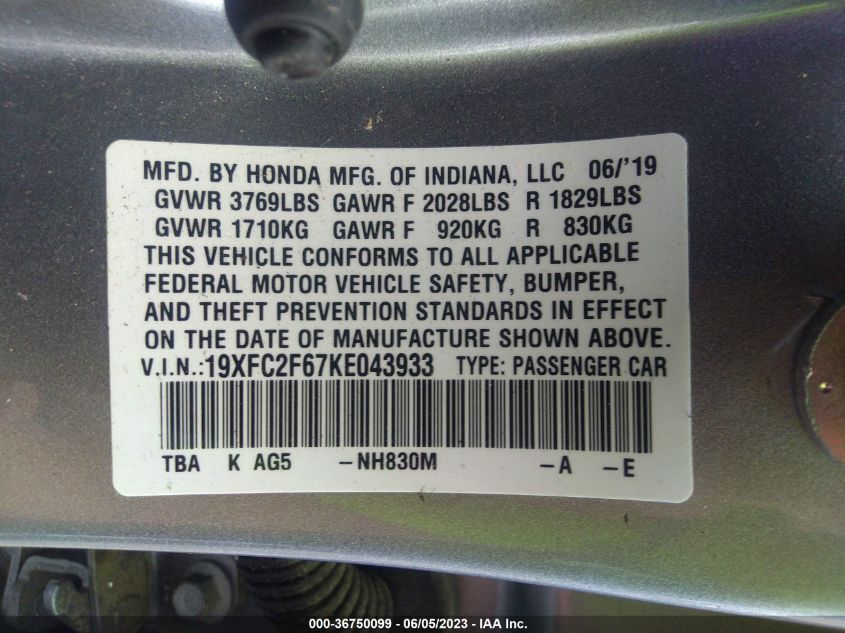 MFD. BY HONDA MFG. OF INDIANA, LLC 06/'19
GVWR 3769LBS GAWR F 2028LBS R 1829LBS
GVWR 1710KG GAWR F 920KG R 830KG
THIS VEHICLE CONFORMS TO ALL APPLICABLE
FEDERAL MOTOR VEHICLE SAFETY, BUMPER,
AND THEFT PREVENTION STANDARDS IN EFFECT
ON THE DATE OF MANUFACTURE SHOWN ABOVE.
V.I.N.:19XFC2F67KE043933 TYPE: PASSENGER CAR
TBA K AG5 -NH830M -A -E
000-36750099 - 06/05/2023 - IAA Inc.